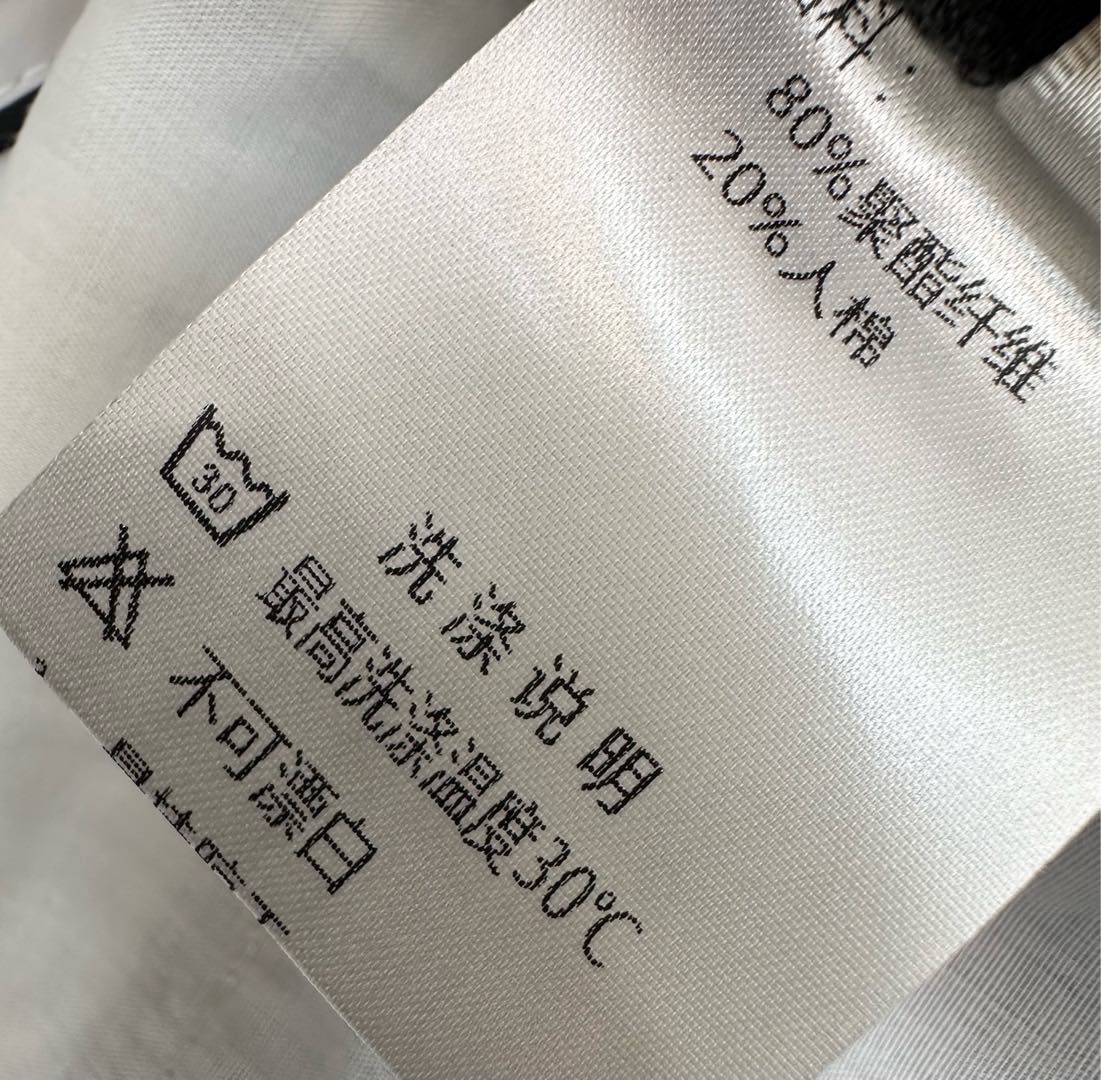 料：
80%聚酯纤维
20%人棉
洗涤说明
30
最高洗涤温度30℃
不可漂白